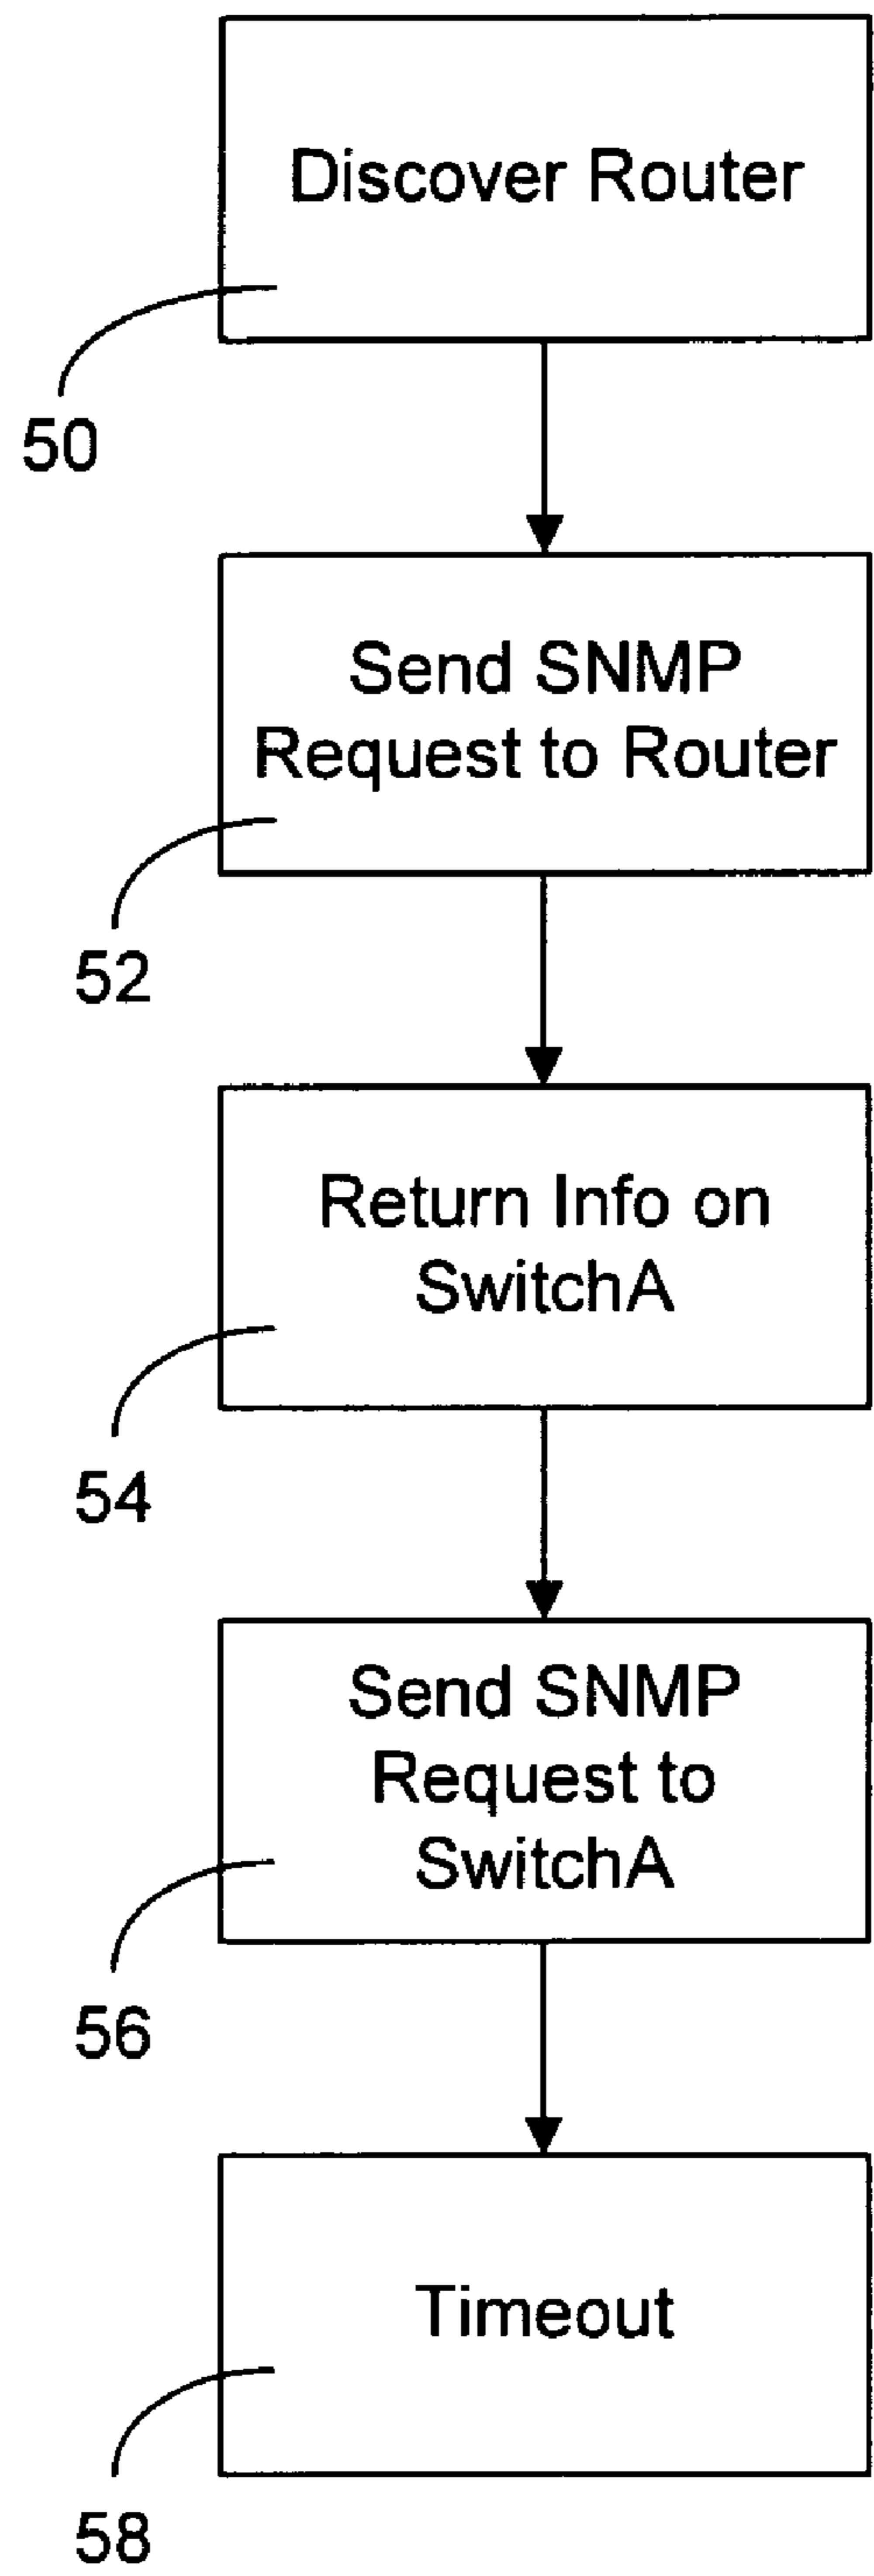 Discover Router
50
Send SNMP
Request to Router
52
Return Info on
SwitchA
54
Send SNMP
Request to
SwitchA
56
Timeout
58